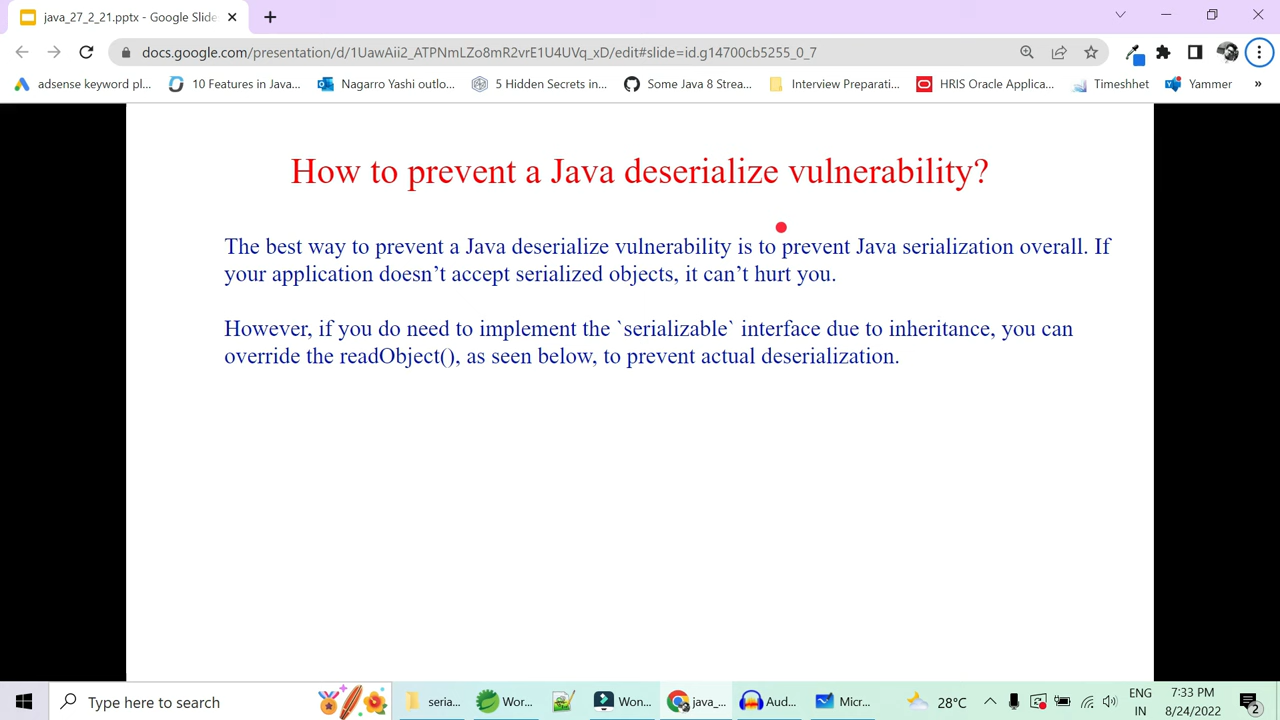 java_27_2_21.pptx - Google Slide
docs.google.com/presentation/d/1UawAii2_ATPNmLZo8mR2vrE1U4UVq_xD/edit#slide=id.g14700cb5255_0_7
adsense keyword pl... 10 Features in Java... Nagarro Yashi outlo... 5 Hidden Secrets in... Some Java 8 Strea... Interview Preparati... HRIS Oracle Applica... Timeshhet Yammer »
How to prevent a Java deserialize vulnerability?
The best way to prevent a Java deserialize vulnerability is to prevent Java serialization overall. If
your application doesn’t accept serialized objects, it can’t hurt you.
However, if you do need to implement the `serializable` interface due to inheritance, you can
override the readObject(), as seen below, to prevent actual deserialization.
Type here to search seria... Wor... Won... java_... Aud... Micr... 28°C ENG 7:33 PM
IN 8/24/2022 2